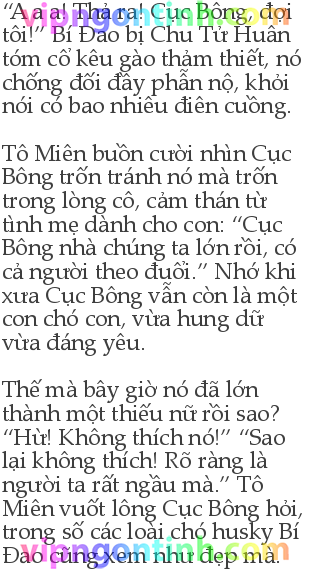 “A a a! Thả ra! Cục Bông, đợi
tôi!” Bí Đao bị Chu Tử Huân
tóm cổ kêu gào thảm thiết, nó
chống đối đầy phẫn nộ, khỏi
nói có bao nhiêu điên cuồng.

Tô Miên buồn cười nhìn Cục
Bông trốn tránh nó mà trốn
trong lòng cô, cảm thán từ
tình mẹ dành cho con: “Cục
Bông nhà chúng ta lớn rồi, có
cả người theo đuổi.” Nhớ khi
xưa Cục Bông vẫn còn là một
con chó con, vừa hung dữ
vừa đáng yêu.

Thế mà bây giờ nó đã lớn
thành một thiếu nữ rồi sao?
“Hừ! Không thích nó!” “Sao
lại không thích! Rõ ràng là
người ta rất ngầu mà.” Tô
Miên vuốt lông Cục Bông hỏi,
trong số các loài chó husky Bí
Đao cũng xem như đẹp mà.
vipngontinh.com
vipngontinh.com